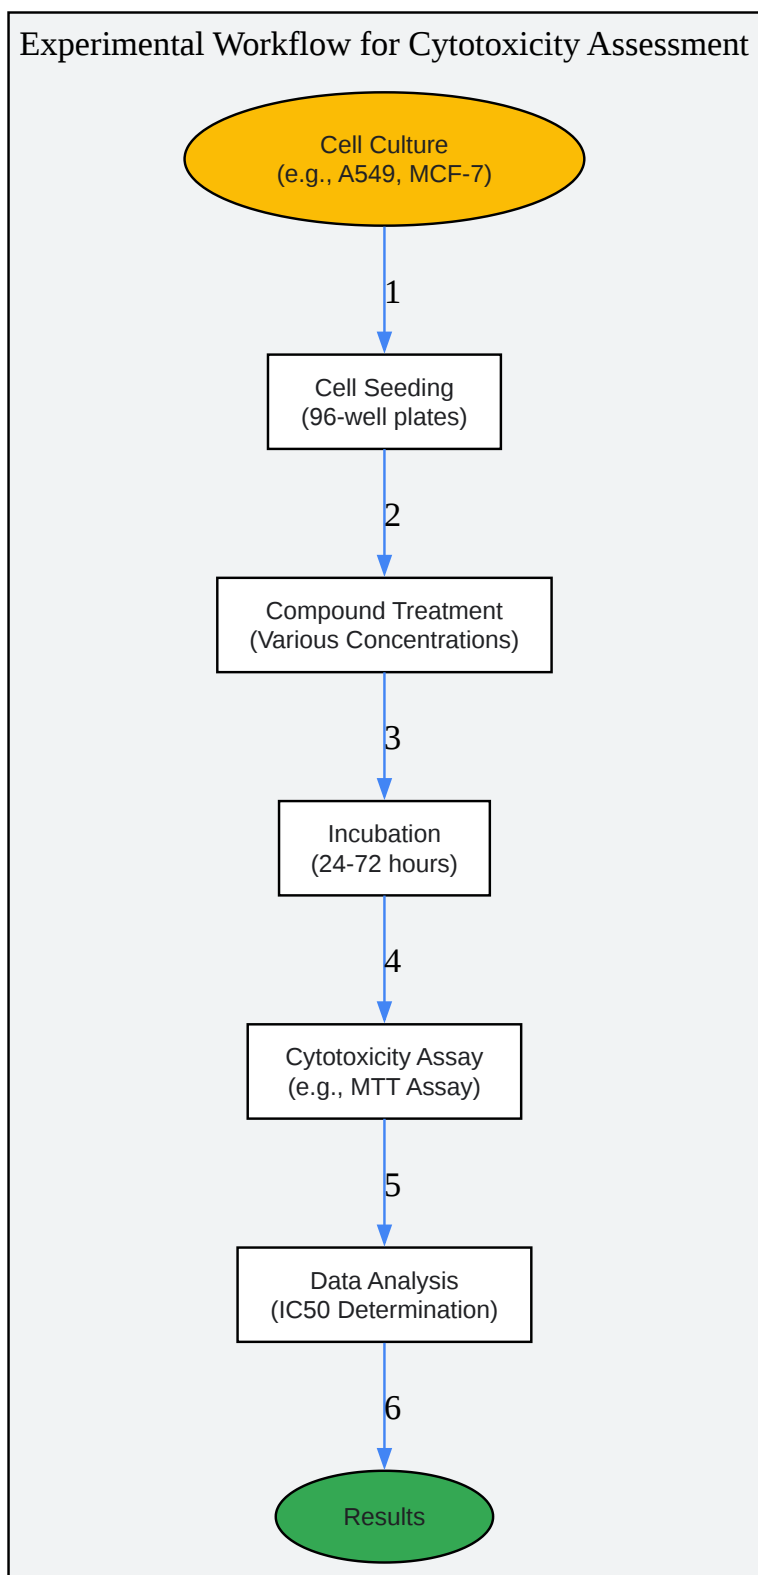 Experimental Workflow for Cytotoxicity Assessment
Cell Culture
(e.g., A549, MCF-7)
1
Cell Seeding
(96-well plates)
2
Compound Treatment
(Various Concentrations)
3
Incubation
(24-72 hours)
4
Cytotoxicity Assay
(e.g., MTT Assay)
5
Data Analysis
(IC50 Determination)
6
Results